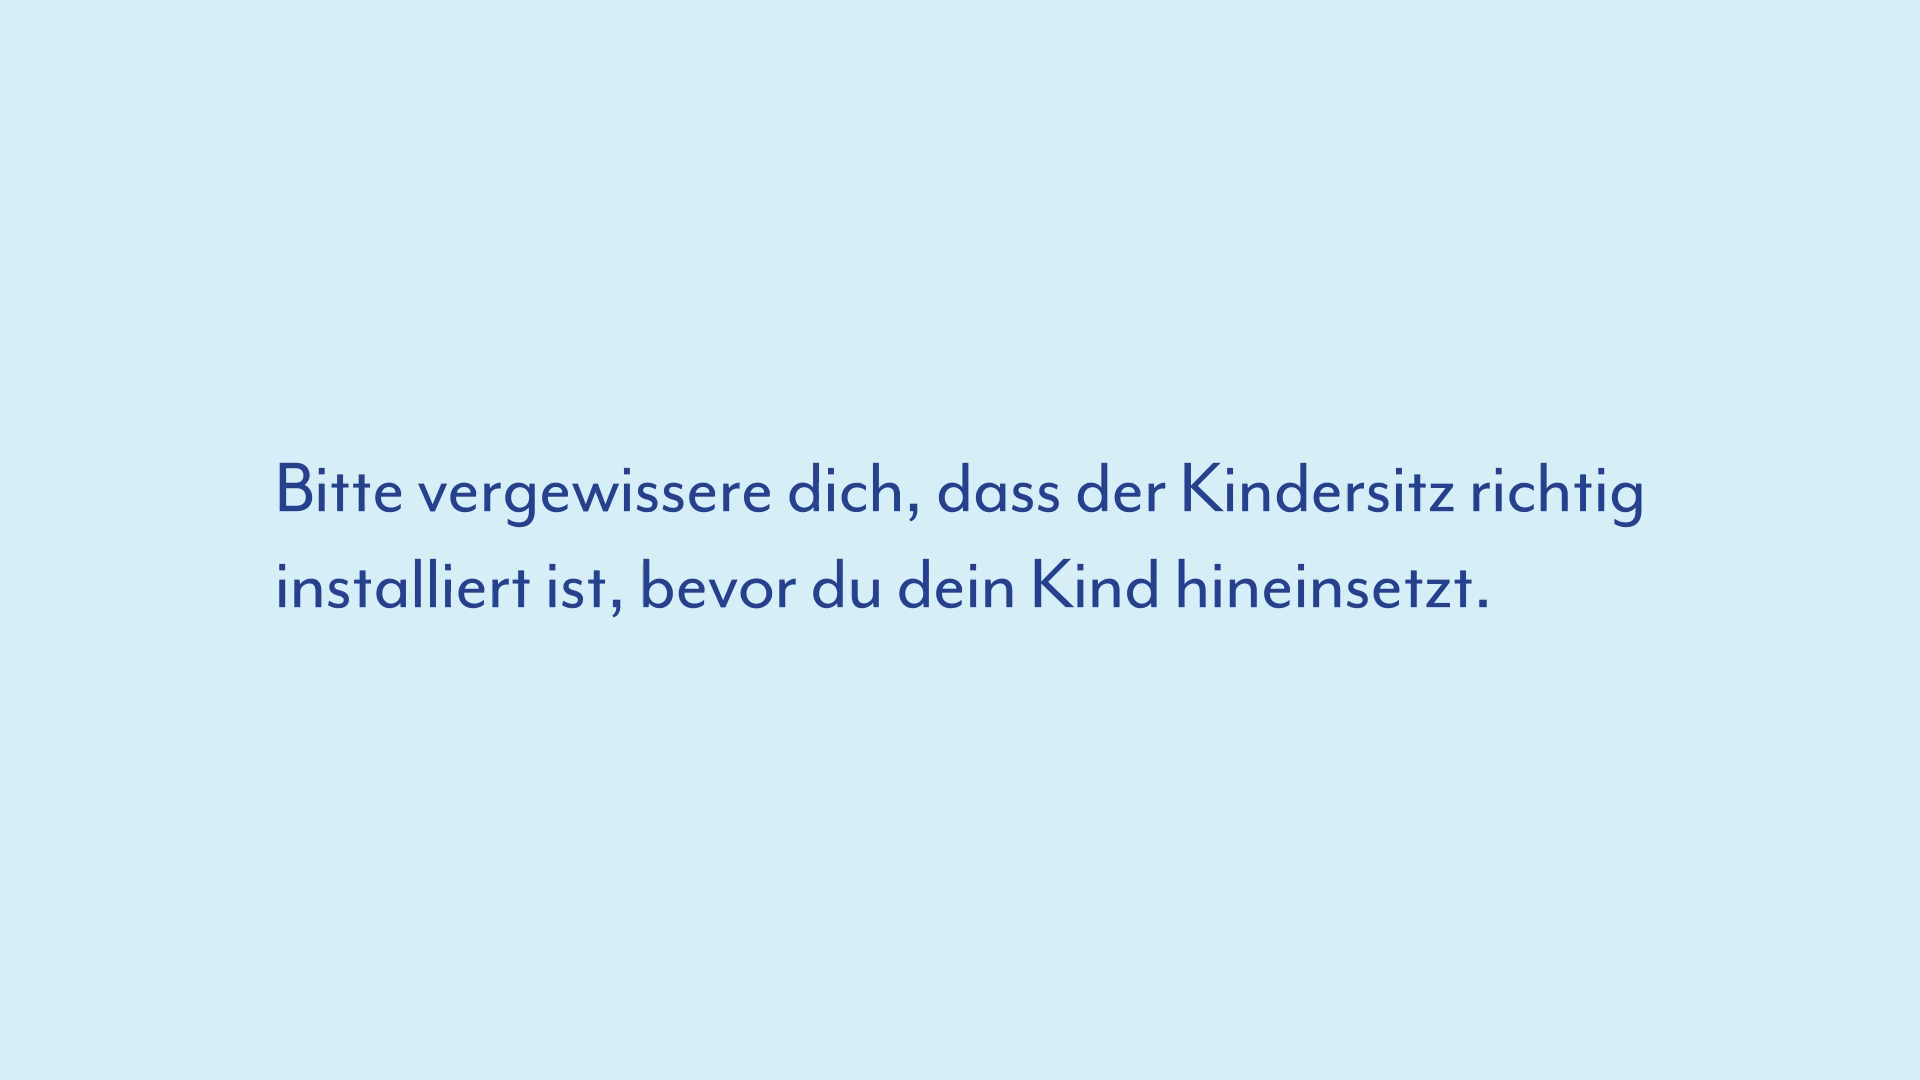 Bitte vergewissere dich, dass der Kindersitz richtig
installiert ist, bevor du dein Kind hineinsetzt.